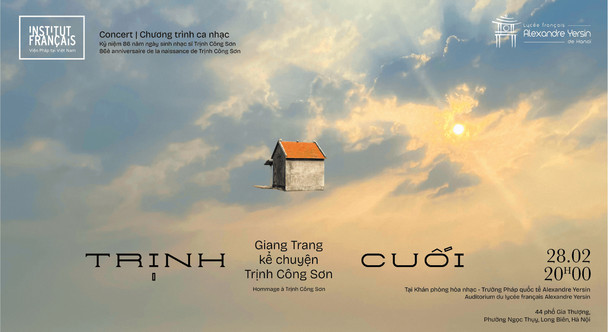 INSTITUT
FRANÇAIS
Viện Pháp tại Việt Nam
Concert | Chương trình ca nhạc
Kỷ niệm 86 năm ngày sinh nhạc sĩ Trịnh Công Sơn
86è anniversaire de la naissance de Trịnh Công Sơn
Lycée français
Alexandre Yersin
de Hanoï
TRỊNH
Giang Trang
kể chuyện
Trịnh Công Sơn
Hommage à Trịnh Công Sơn
CUỐI
28.02
20H00
Tại Khán phòng hòa nhạc - Trường Pháp quốc tế Alexandre Yersin
Auditorium du lycée français Alexandre Yersin
44 phố Gia Thượng,
Phường Ngọc Thụy, Long Biên, Hà Nội